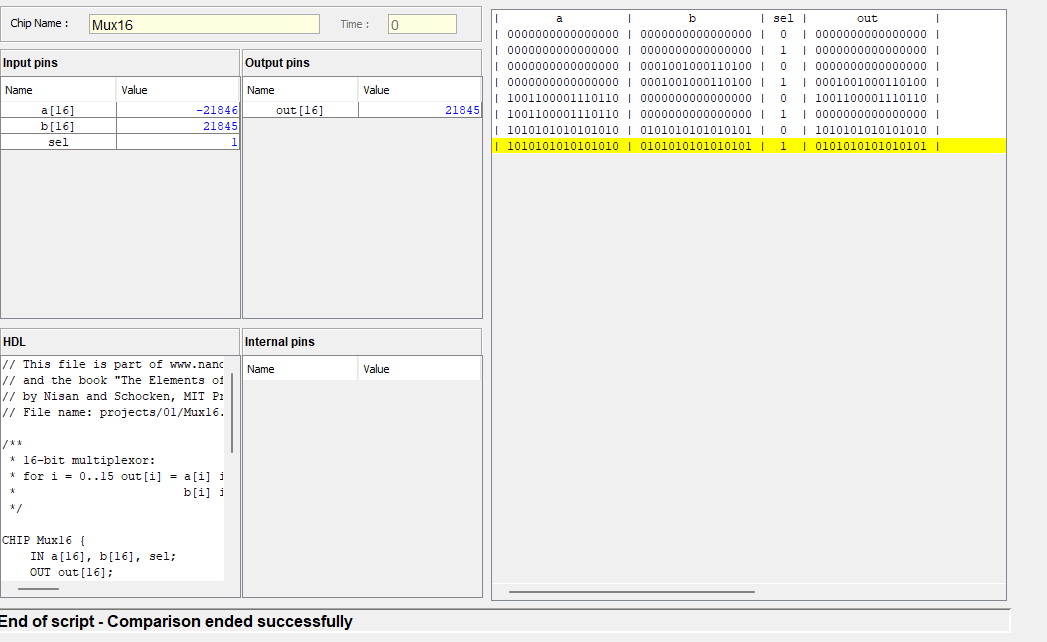 Chip Name : Mux16 Time : 0
Input pins
Name Value
a[16] -21846
b[16] 21845
sel 1
Output pins
Name Value
out[16] 21845
HDL
// This file is part of www.nand
// and the book "The Elements of
// by Nisan and Schocken, MIT Pr
// File name: projects/01/Mux16.
/**
* 16-bit multiplexor:
* for i = 0..15 out[i] = a[i] i
* b[i] i
*/
CHIP Mux16 {
IN a[16], b[16], sel;
OUT out[16];
Internal pins
Name Value
| a | b | sel | out |
| 0000000000000000 | 0000000000000000 | 0 | 0000000000000000 |
| 0000000000000000 | 0000000000000000 | 1 | 0000000000000000 |
| 0000000000000000 | 0001001000110100 | 0 | 0000000000000000 |
| 0000000000000000 | 0001001000110100 | 1 | 0001001000110100 |
| 1001100001110110 | 0000000000000000 | 0 | 1001100001110110 |
| 1001100001110110 | 0000000000000000 | 1 | 0000000000000000 |
| 1010101010101010 | 0101010101010101 | 0 | 1010101010101010 |
| 1010101010101010 | 0101010101010101 | 1 | 0101010101010101 |
End of script - Comparison ended successfully